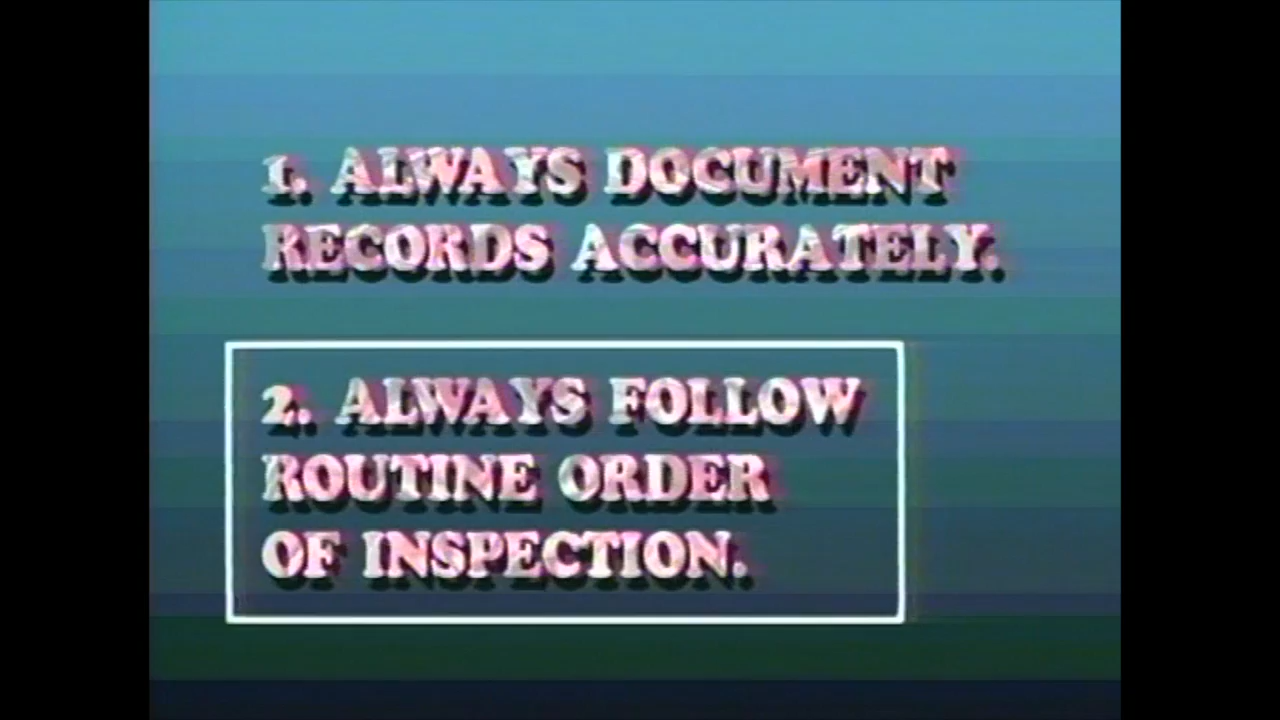 1. ALWAYS DOCUMENT
RECORDS ACCURATELY.
2. ALWAYS FOLLOW
ROUTINE ORDER
OF INSPECTION.